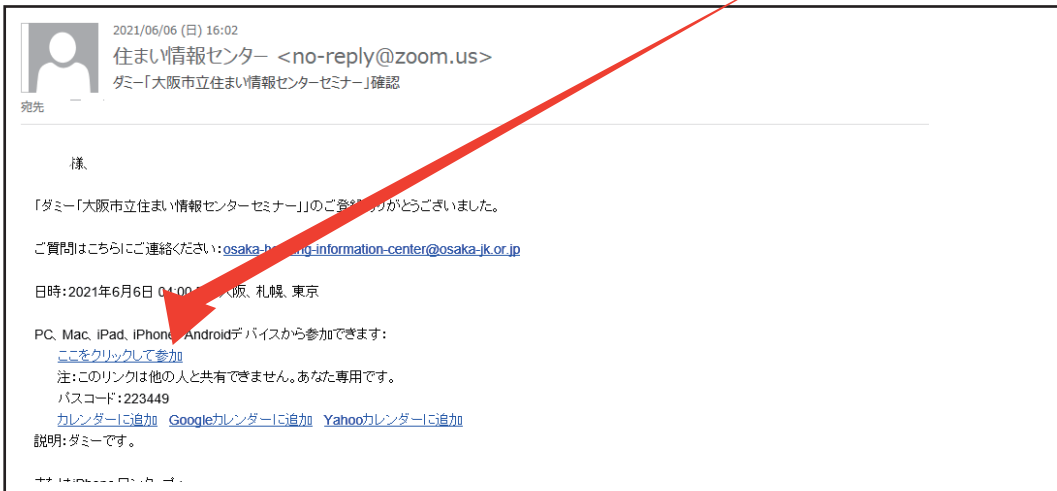 2021/06/06 (日) 16:02
住まい情報センター <no-reply@zoom.us>
ダミー「大阪市立住まい情報センターセミナー」確認
宛先
様、
「ダミー「大阪市立住まい情報センターセミナー」」のご登録ありがとうございました。
ご質問はこちらにご連絡ください:osaka-housing-information-center@osaka-jk.or.jp
日時:2021年6月6日 04:00 大阪、札幌、東京
PC、Mac、iPad、iPhone、Androidデバイスから参加できます:
ここをクリックして参加
注:このリンクは他の人と共有できません。あなた専用です。
パスコード:223449
カレンダーに追加 Googleカレンダーに追加 Yahooカレンダーに追加
説明:ダミーです。